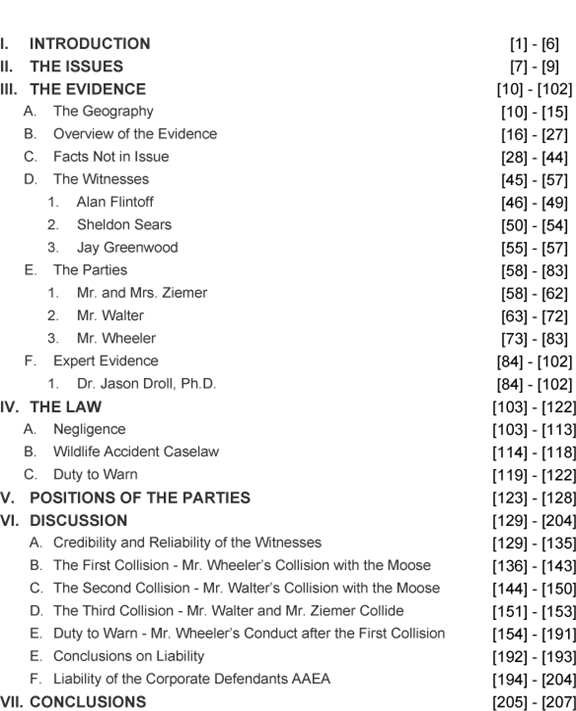 I. INTRODUCTION [1] - [6]
II. THE ISSUES [7] - [9]
III. THE EVIDENCE [10] - [102]
A. The Geography [10] - [15]
B. Overview of the Evidence [16] - [27]
C. Facts Not in Issue [28] - [44]
D. The Witnesses [45] - [57]
1. Alan Flintoff [46] - [49]
2. Sheldon Sears [50] - [54]
3. Jay Greenwood [55] - [57]
E. The Parties [58] - [83]
1. Mr. and Mrs. Ziemer [58] - [62]
2. Mr. Walter [63] - [72]
3. Mr. Wheeler [73] - [83]
F. Expert Evidence [84] - [102]
1. Dr. Jason Droll, Ph.D. [84] - [102]
IV. THE LAW [103] - [122]
A. Negligence [103] - [113]
B. Wildlife Accident Caselaw [114] - [118]
C. Duty to Warn [119] - [122]
V. POSITIONS OF THE PARTIES [123] - [128]
VI. DISCUSSION [129] - [204]
A. Credibility and Reliability of the Witnesses [129] - [135]
B. The First Collision - Mr. Wheeler's Collision with the Moose [136] - [143]
C. The Second Collision - Mr. Walter's Collision with the Moose [144] - [150]
D. The Third Collision - Mr. Walter and Mr. Ziemer Collide [151] - [153]
E. Duty to Warn - Mr. Wheeler's Conduct after the First Collision [154] - [191]
E. Conclusions on Liability [192] - [193]
F. Liability of the Corporate Defendants AAEA [194] - [204]
VII. CONCLUSIONS [205] - [207]